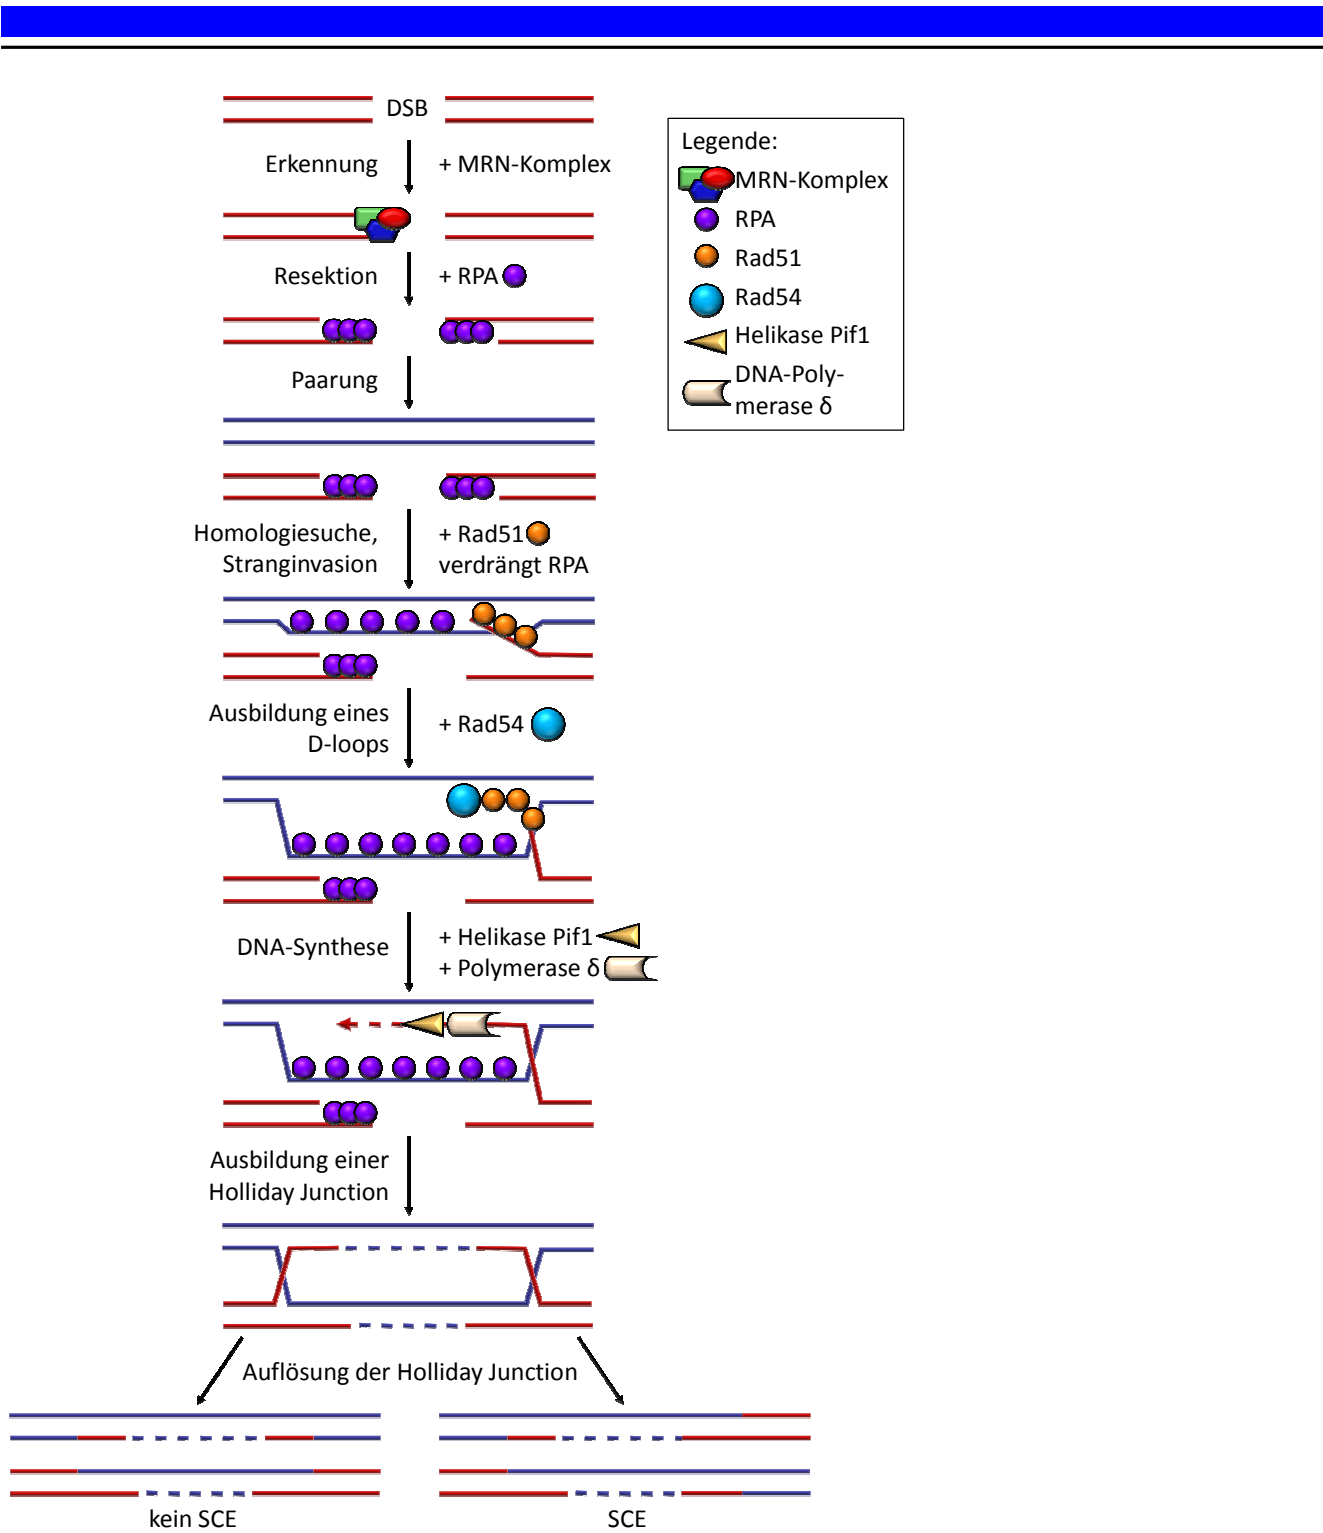 DSB
Erkennung
+ MRN-Komplex
Resektion
+ RPA
Paarung
Homologiesuche,
Stranginvasion
+ Rad51
verdrängt RPA
Ausbildung eines
D-loops
+ Rad54
DNA-Synthese
+ Helikase Pif1
+ Polymerase δ
Ausbildung einer
Holliday Junction
Auflösung der Holliday Junction
kein SCE
SCE
Legende:
MRN-Komplex
RPA
Rad51
Rad54
Helikase Pif1
DNA-Poly-
merase δ